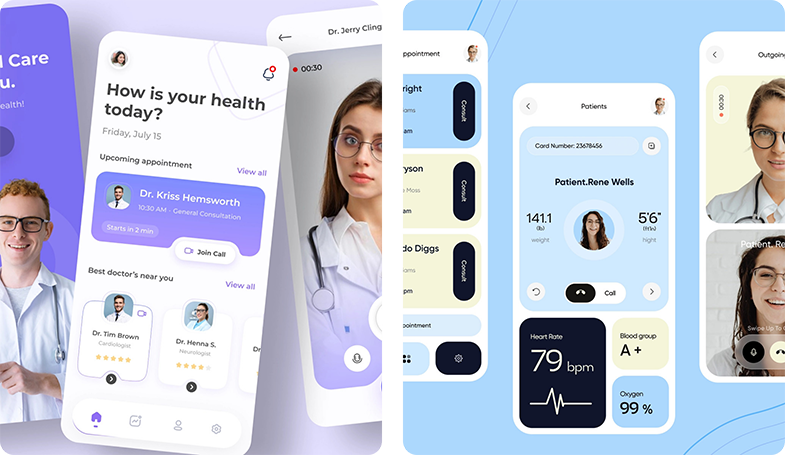 Care
u.
health!
How is your health
today?
Friday, July 15
Upcoming appointment
View all
Dr. Kriss Hemsworth
10:30 AM · General Consultation
Starts in 2 min
Join Call
Best doctor's near you
View all
Dr. Tim Brown
Cardiologist
Dr. Henna S.
Neurologist
Dr.
Dr. Jerry Cling
00:30
ppointment
right
ams
am
Consult
yson
Moss
am
Consult
do Diggs
ams
am
Consult
ppointment
Patients
Card Number: 23678456
Patient.Rene Wells
141.1
(lb)
weight
5'6"
(ft'in)
hight
Call
Heart Rate
79 bpm
Blood group
A +
Oxygen
99 %
Outgoing
00:30
Patient. R
Swipe Up To